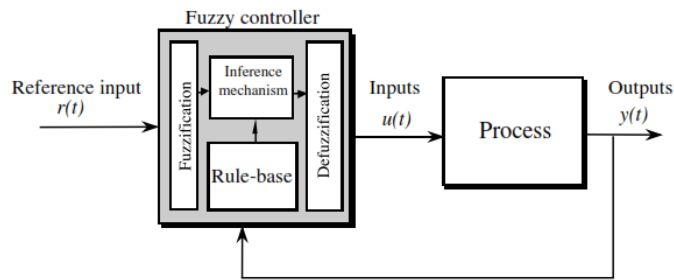 Fuzzy controller
Reference input
r(t)
Fuzzification
Inference
mechanism
Rule-base
Defuzzification
Inputs
u(t)
Process
Outputs
y(t)